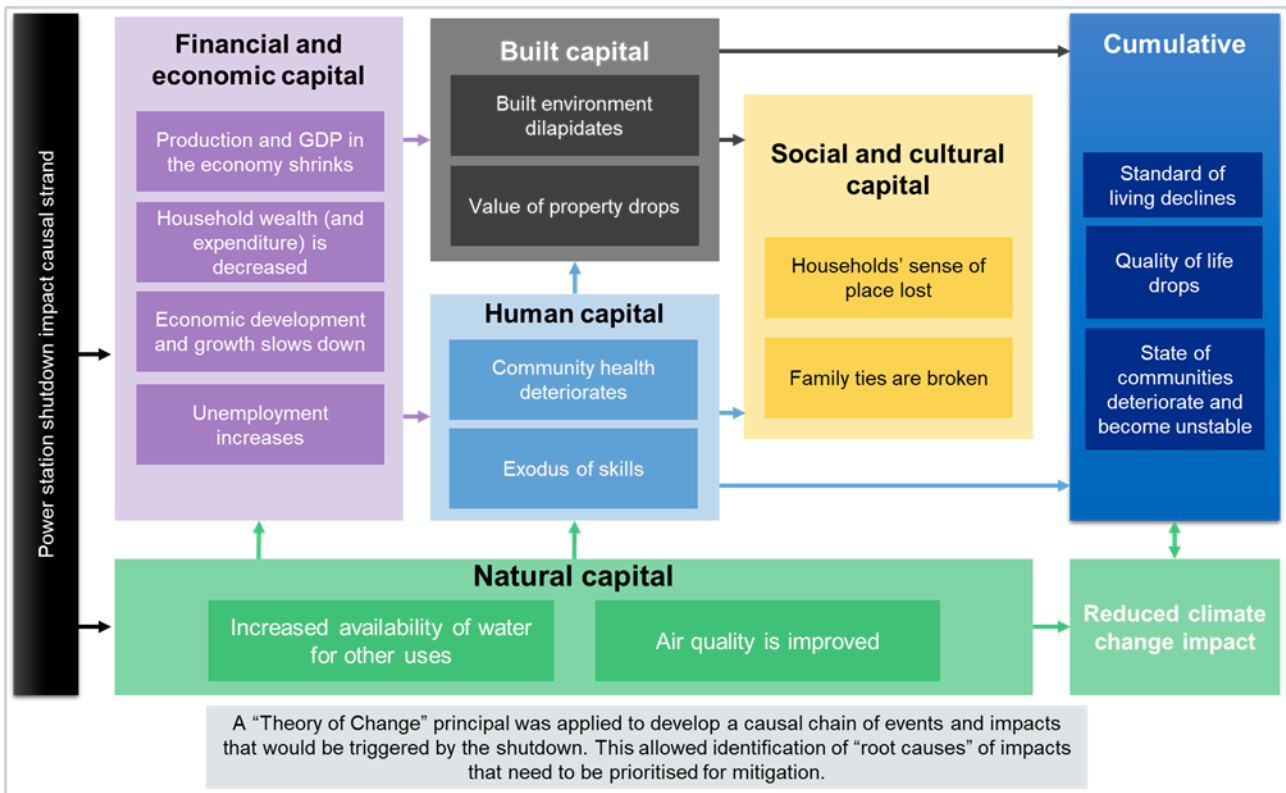 Power station shutdown impact causal strand
Financial and
economic capital
Production and GDP in
the economy shrinks
Household wealth (and
expenditure) is
decreased
Economic development
and growth slows down
Unemployment
increases
Built capital
Built environment
dilapidates
Value of property drops
Human capital
Community health
deteriorates
Exodus of skills
Social and cultural
capital
Households’ sense of
place lost
Family ties are broken
Cumulative
Standard of
living declines
Quality of life
drops
State of
communities
deteriorate and
become unstable
Natural capital
Increased availability of water
for other uses
Air quality is improved
Reduced climate
change impact
A “Theory of Change” principal was applied to develop a causal chain of events and impacts
that would be triggered by the shutdown. This allowed identification of “root causes” of impacts
that need to be prioritised for mitigation.